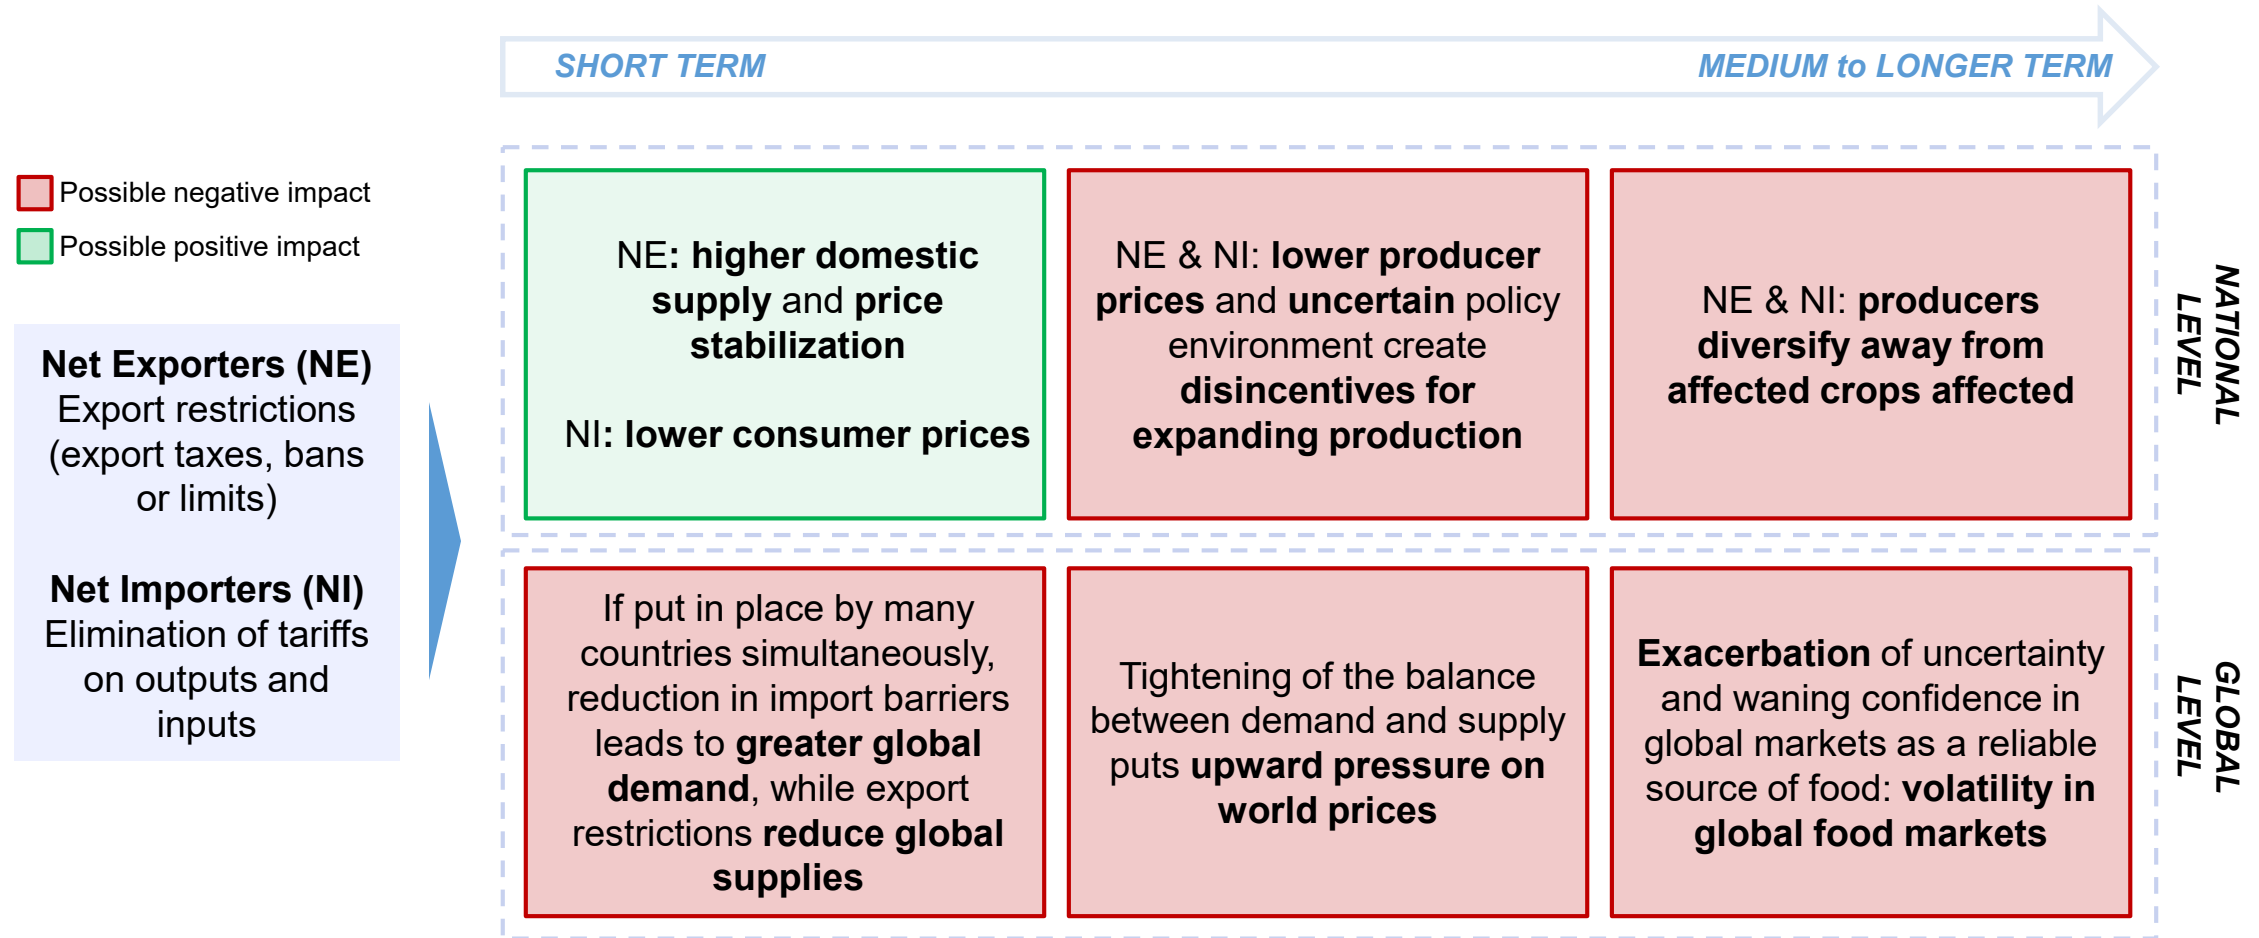 SHORT TERM
MEDIUM to LONGER TERM
Possible negative impact
Possible positive impact
Net Exporters (NE)
Export restrictions
(export taxes, bans
or limits)
Net Importers (NI)
Elimination of tariffs
on outputs and
inputs
NE: higher domestic
supply and price
stabilization
NI: lower consumer prices
NE & NI: lower producer
prices and uncertain policy
environment create
disincentives for
expanding production
NE & NI: producers
diversify away from
affected crops affected
NATIONAL
LEVEL
If put in place by many
countries simultaneously,
reduction in import barriers
leads to greater global
demand, while export
restrictions reduce global
supplies
Tightening of the balance
between demand and supply
puts upward pressure on
world prices
Exacerbation of uncertainty
and waning confidence in
global markets as a reliable
source of food: volatility in
global food markets
GLOBAL
LEVEL